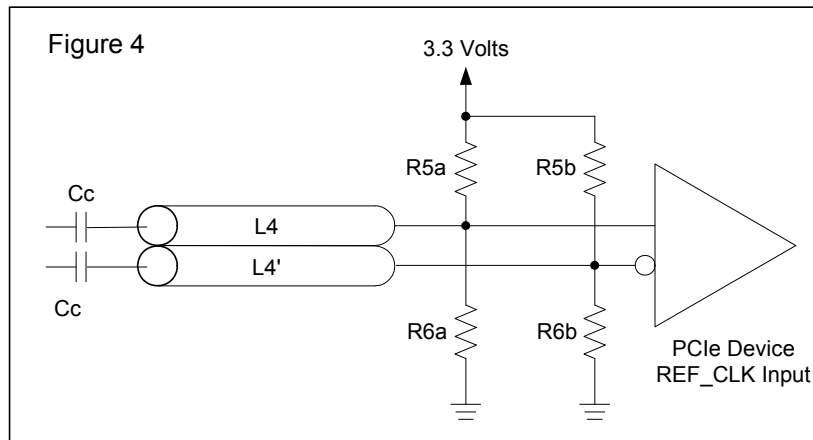 Figure 4
3.3 Volts
R5a
R5b
Cc
L4
L4'
Cc
R6a
R6b
PCIe Device
REF_CLK Input